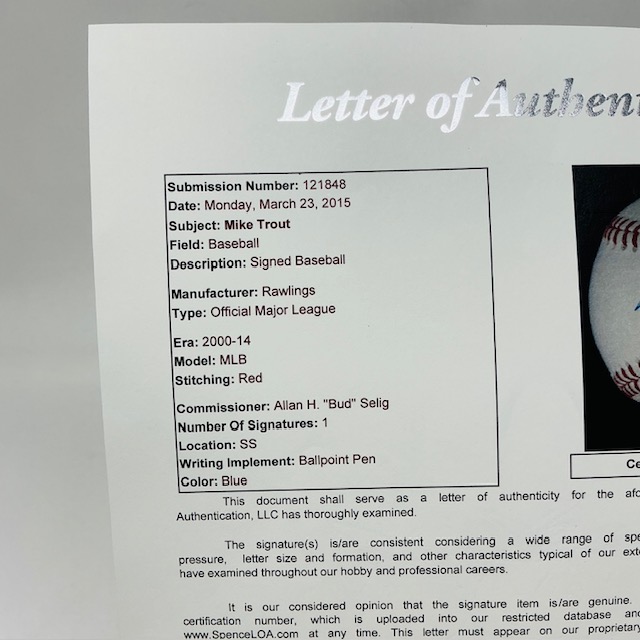 Letter of Authent
Submission Number: 121848
Date: Monday, March 23, 2015
Subject: Mike Trout
Field: Baseball
Description: Signed Baseball
Manufacturer: Rawlings
Type: Official Major League
Era: 2000-14
Model: MLB
Stitching: Red
Commissioner: Allan H. "Bud" Selig
Number Of Signatures: 1
Location: SS
Writing Implement: Ballpoint Pen
Color: Blue
Ce
This document shall serve as a letter of authenticity for the afo
Authentication, LLC has thoroughly examined.
The signature(s) is/are consistent considering a wide range of spe
pressure, letter size and formation, and other characteristics typical of our exte
have examined throughout our hobby and professional careers.
It is our considered opinion that the signature item is/are genuine.
certification number, which is uploaded into our restricted database and
www.SpenceLOA.com at any time. This letter must appear on our proprietary